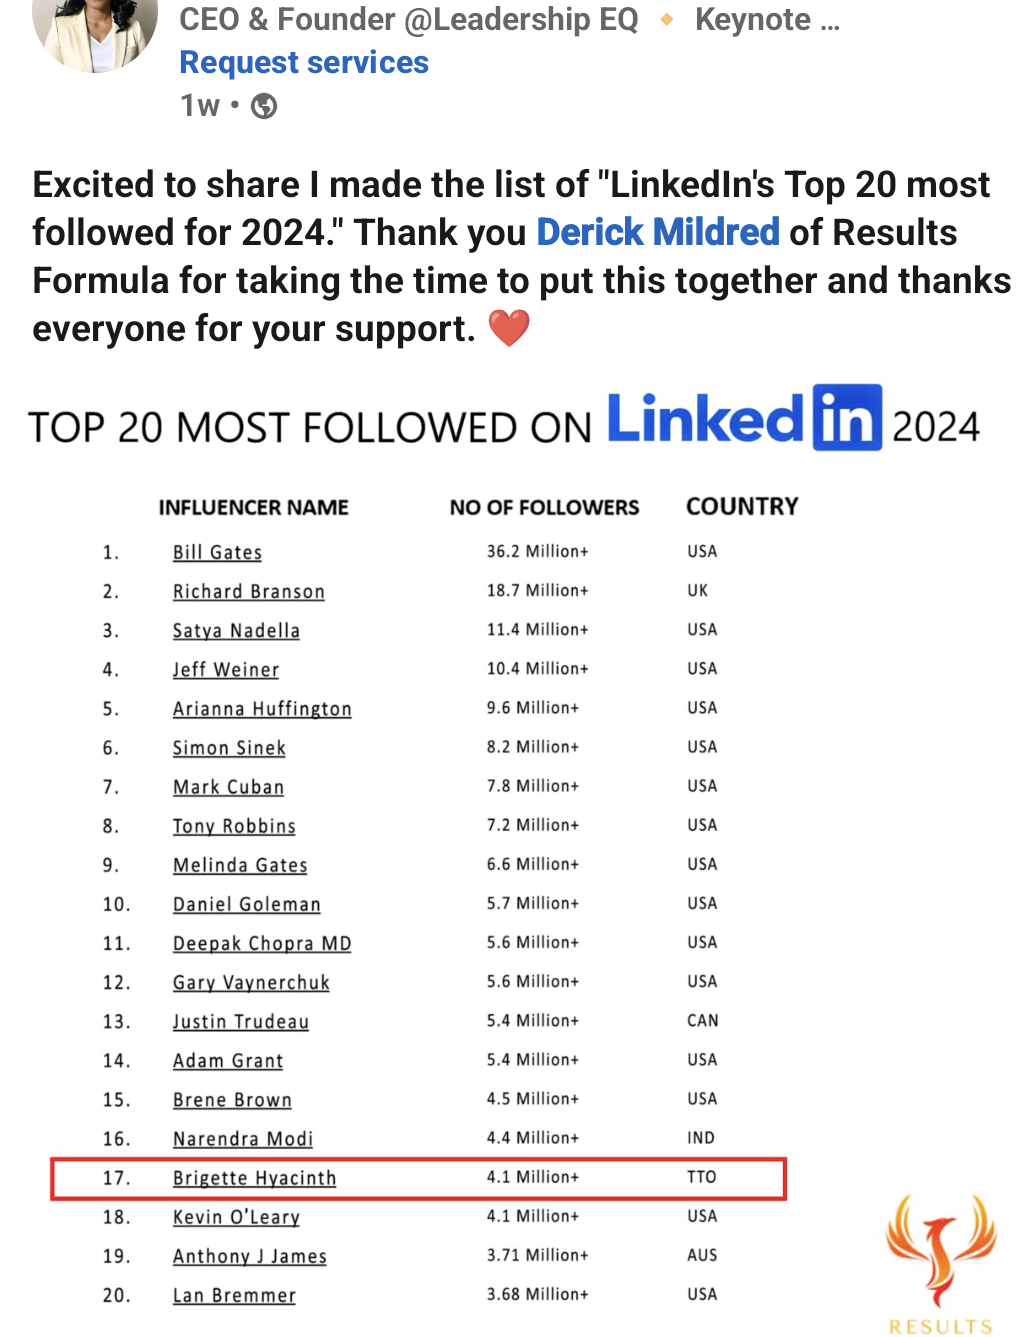 CEO & Founder @Leadership EQ 🔸 Keynote ...
Request services
1w •
Excited to share I made the list of "LinkedIn's Top 20 most
followed for 2024." Thank you Derick Mildred of Results
Formula for taking the time to put this together and thanks
everyone for your support. ❤️
TOP 20 MOST FOLLOWED ON Linkedin 2024
INFLUENCER NAME NO OF FOLLOWERS COUNTRY
1. Bill Gates 36.2 Million+ USA
2. Richard Branson 18.7 Million+ UK
3. Satya Nadella 11.4 Million+ USA
4. Jeff Weiner 10.4 Million+ USA
5. Arianna Huffington 9.6 Million+ USA
6. Simon Sinek 8.2 Million+ USA
7. Mark Cuban 7.8 Million+ USA
8. Tony Robbins 7.2 Million+ USA
9. Melinda Gates 6.6 Million+ USA
10. Daniel Goleman 5.7 Million+ USA
11. Deepak Chopra MD 5.6 Million+ USA
12. Gary Vaynerchuk 5.6 Million+ USA
13. Justin Trudeau 5.4 Million+ CAN
14. Adam Grant 5.4 Million+ USA
15. Brene Brown 4.5 Million+ USA
16. Narendra Modi 4.4 Million+ IND
17. Brigette Hyacinth 4.1 Million+ TTO
18. Kevin O'Leary 4.1 Million+ USA
19. Anthony J James 3.71 Million+ AUS
20. Lan Bremmer 3.68 Million+ USA
RESULTS